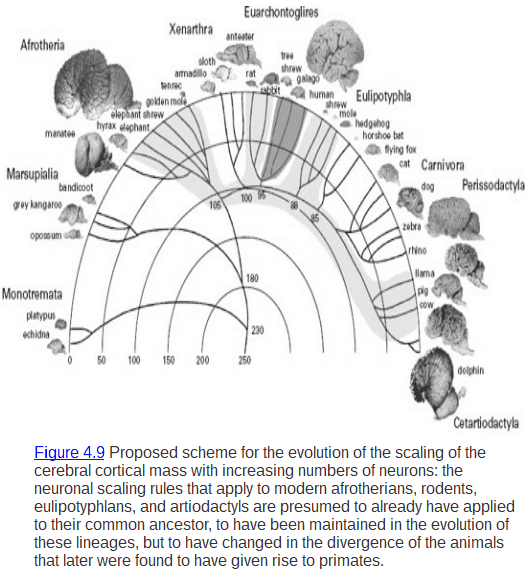 Euarchontoglires
Xenarthra
anteater
Afrotheria
tree
shrew
sloth
rat
galago
armadillo
rabbit
human
tenrec
Eulipotyphla
golden mole
shrew
mole
elephant shrew
hedgehog
hyrax
elephant
horshoe bat
manatee
flying fox
cat
Carnivora
Marsupialia
dog
Perissodactyla
bandicoot
grey kangaroo
105
100
95
88
85
zebra
opossum
rhino
llama
180
pig
Monotremata
cow
platypus
230
echidna
0
50
100
150
200
250
dolphin
Cetartiodactyla
Figure 4.9 Proposed scheme for the evolution of the scaling of the
cerebral cortical mass with increasing numbers of neurons: the
neuronal scaling rules that apply to modern afrotherians, rodents,
eulipotyphlans, and artiodactyls are presumed to already have applied
to their common ancestor, to have been maintained in the evolution of
these lineages, but to have changed in the divergence of the animals
that later were found to have given rise to primates.